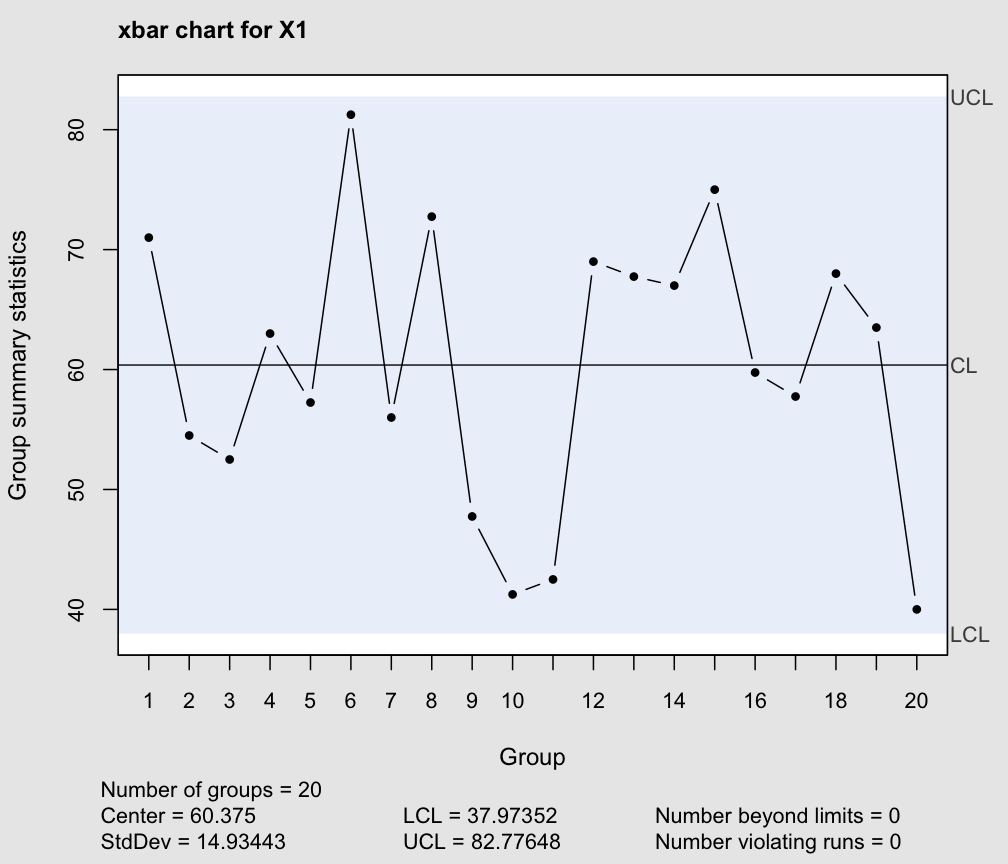 xbar chart for X1
UCL
80
70
60
CL
50
40
LCL
Group summary statistics
1 2 3 4 5 6 7 8 9 10 12 14 16 18 20
Group
Number of groups = 20
Center = 60.375 LCL = 37.97352 Number beyond limits = 0
StdDev = 14.93443 UCL = 82.77648 Number violating runs = 0